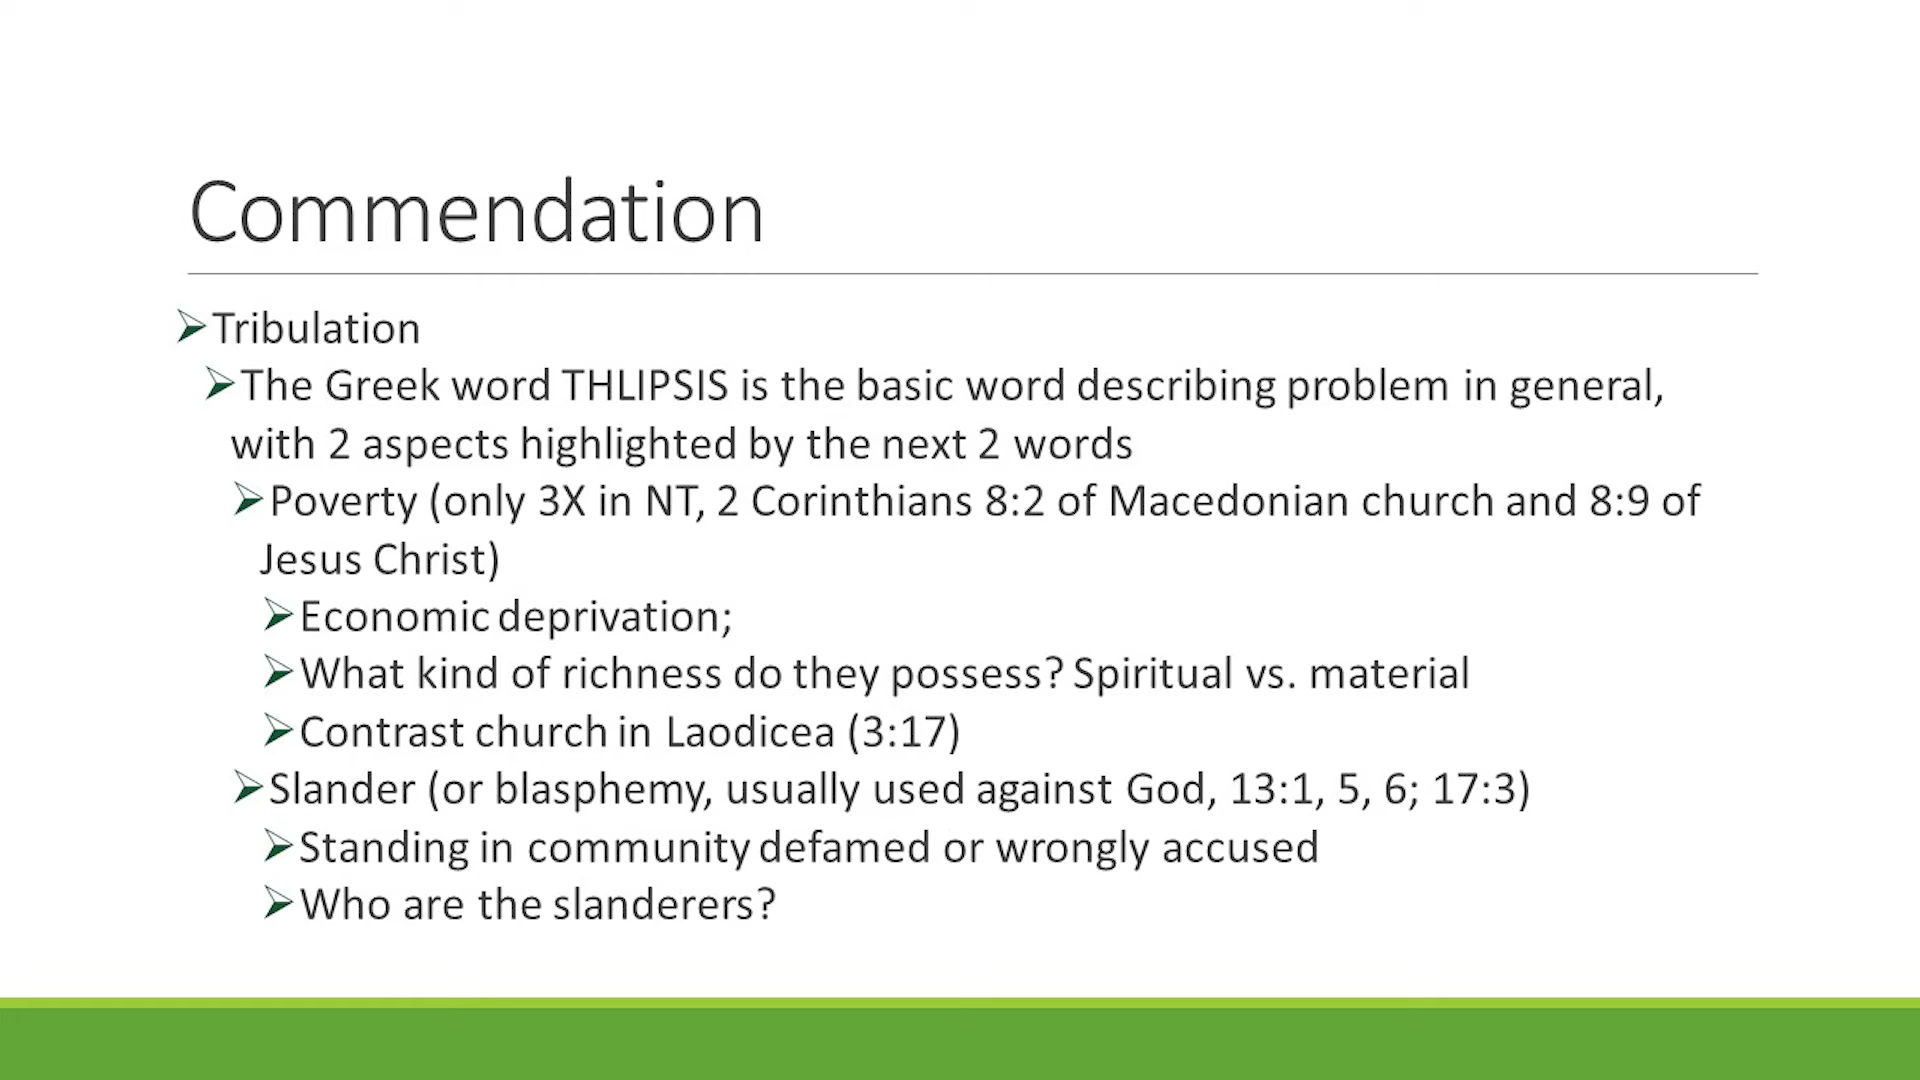 Commendation
Tribulation
The Greek word THLIPSIS is the basic word describing problem in general,
with 2 aspects highlighted by the next 2 words
Poverty (only 3X in NT, 2 Corinthians 8:2 of Macedonian church and 8:9 of
Jesus Christ)
Economic deprivation;
What kind of richness do they possess? Spiritual vs. material
Contrast church in Laodicea (3:17)
Slander (or blasphemy, usually used against God, 13:1, 5, 6; 17:3)
Standing in community defamed or wrongly accused
Who are the slanderers?